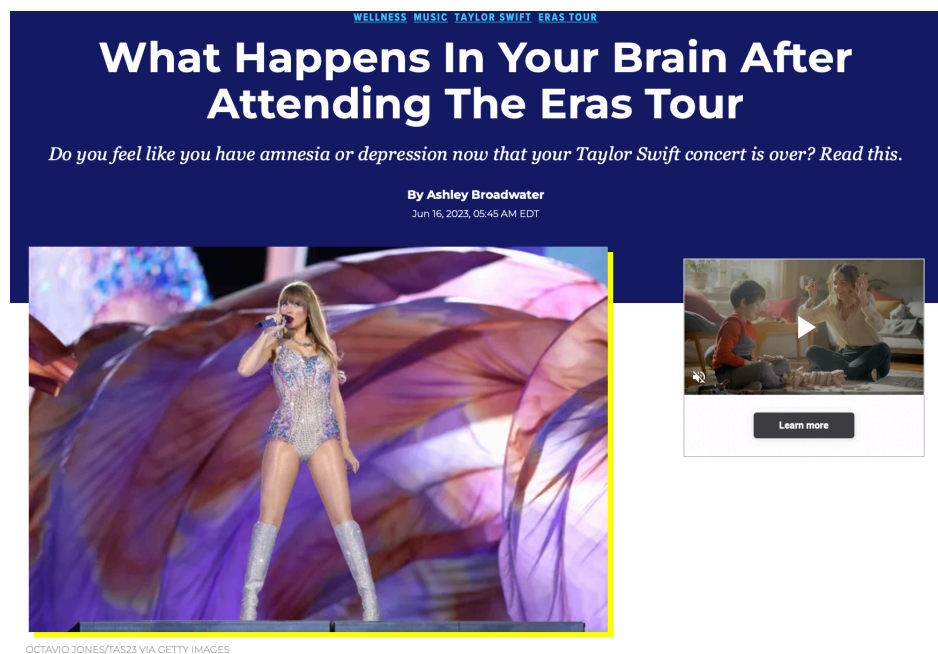 WELLNESS MUSIC TAYLOR SWIFT ERAS TOUR
What Happens In Your Brain After
Attending The Eras Tour
Do you feel like you have amnesia or depression now that your Taylor Swift concert is over? Read this.
By Ashley Broadwater
Jun 16, 2023, 05:45 AM EDT
Learn more
OCTAVIO JONES/TAS23 VIA GETTY IMAGES